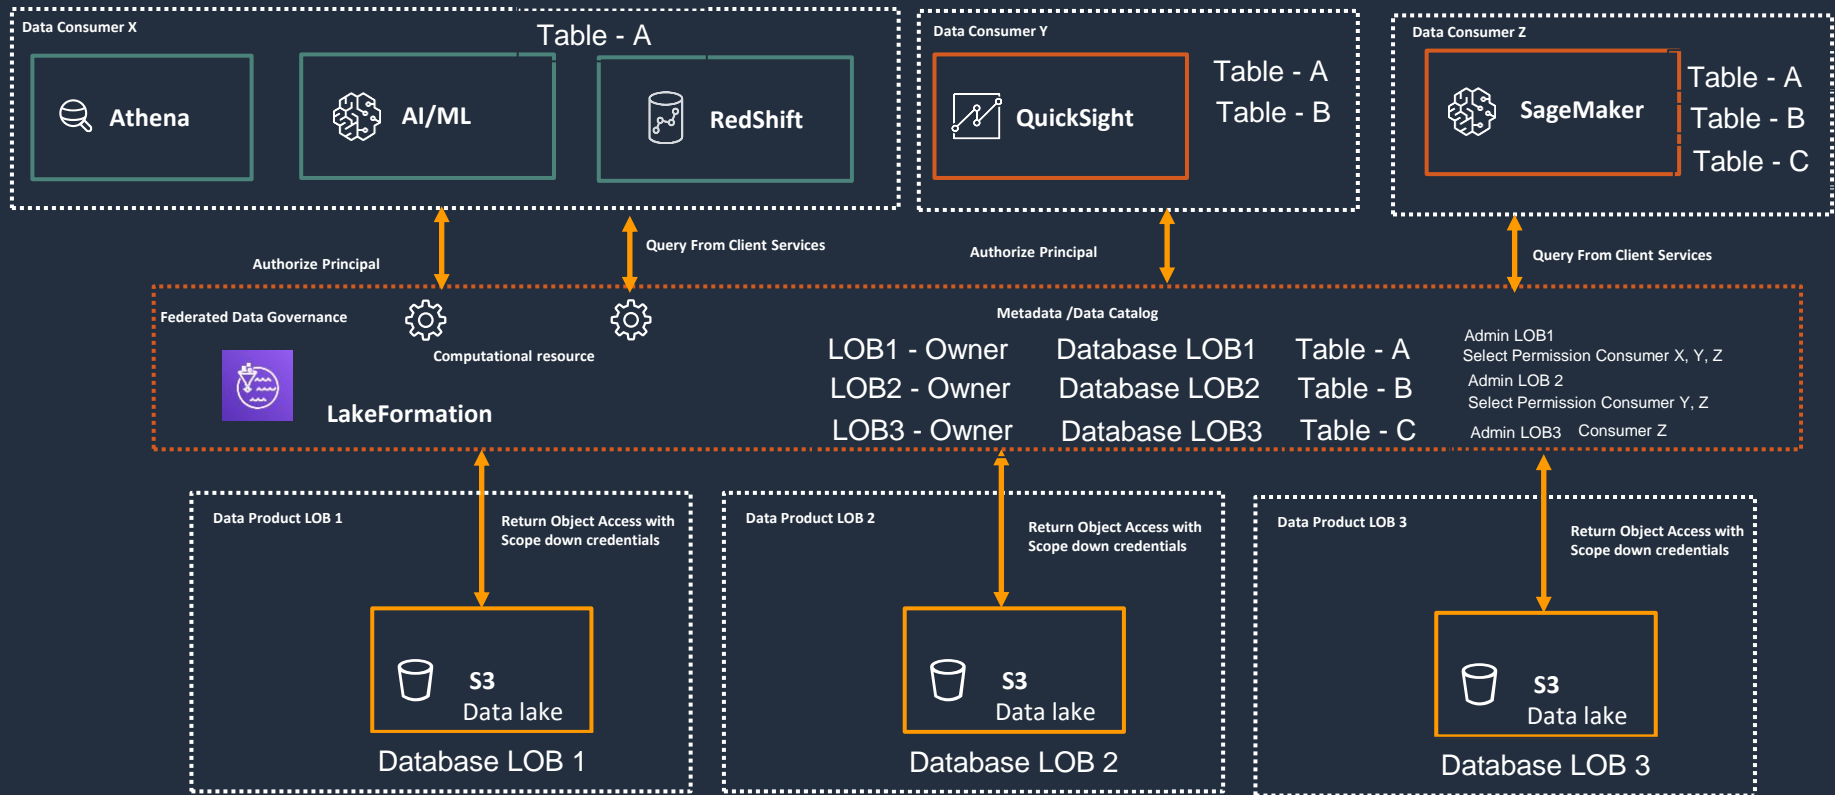 Data Consumer X
Table - A
Athena
AI/ML
RedShift
Data Consumer Y
QuickSight
Table - A
Table - B
Data Consumer Z
SageMaker
Table - A
Table - B
Table - C
Authorize Principal
Query From Client Services
Authorize Principal
Query From Client Services
Federated Data Governance
Computational resource
LakeFormation
Metadata /Data Catalog
LOB1 - Owner Database LOB1 Table - A
LOB2 - Owner Database LOB2 Table - B
LOB3 - Owner Database LOB3 Table - C
Admin LOB1
Select Permission Consumer X, Y, Z
Admin LOB 2
Select Permission Consumer Y, Z
Admin LOB3 Consumer Z
Data Product LOB 1
Return Object Access with
Scope down credentials
S3
Data lake
Database LOB 1
Data Product LOB 2
Return Object Access with
Scope down credentials
S3
Data lake
Database LOB 2
Data Product LOB 3
Return Object Access with
Scope down credentials
S3
Data lake
Database LOB 3